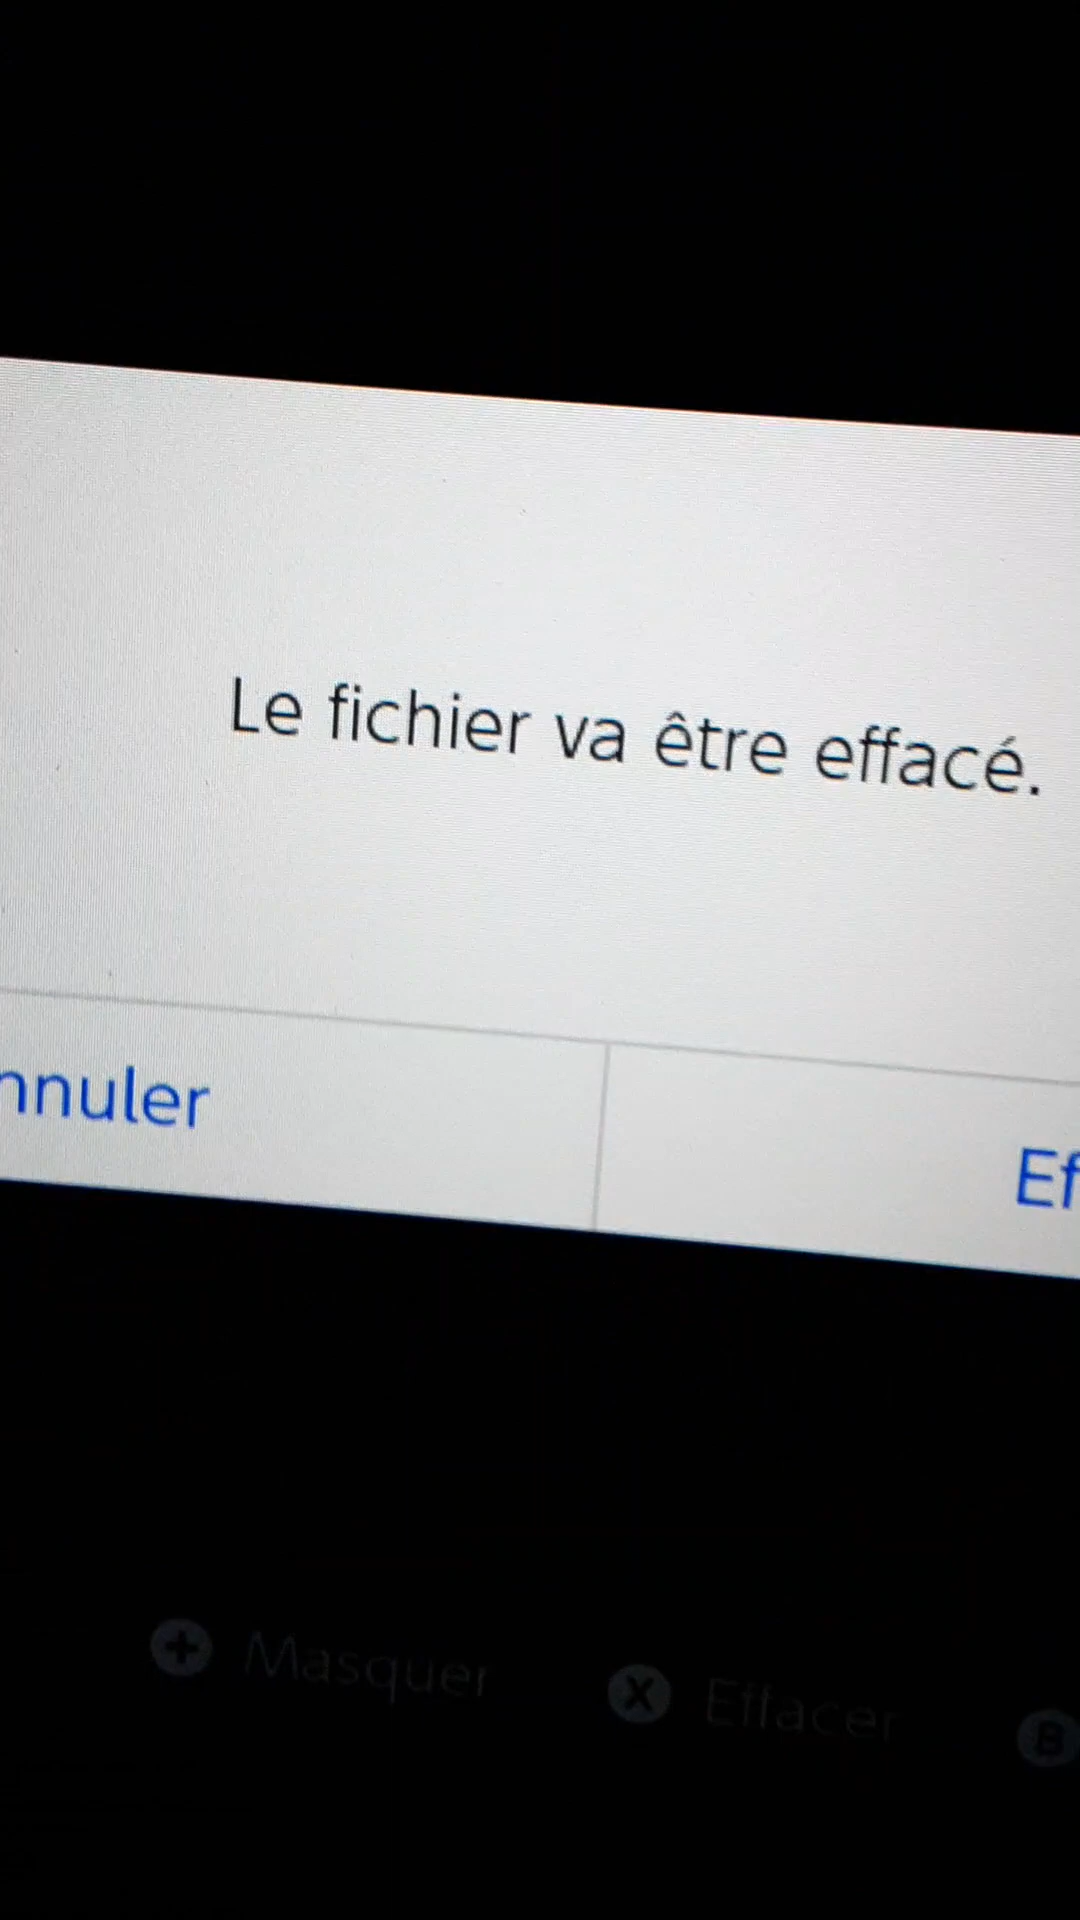 Le fichier va être effacé.
nnuler
Ef
Masquer
X Effacer
B